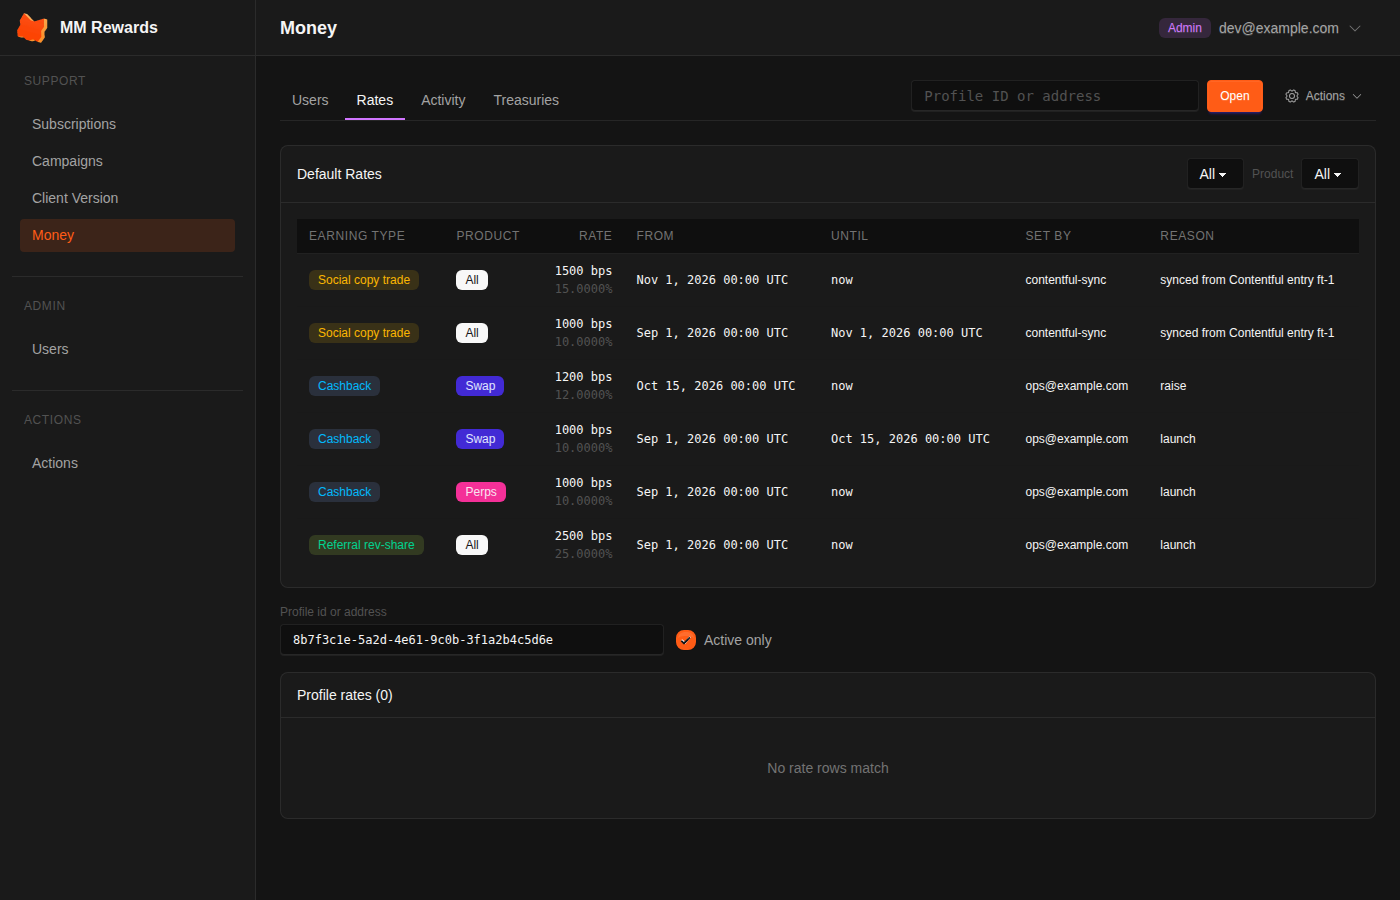 MM Rewards
Money
Admin dev@example.com
SUPPORT
Subscriptions
Campaigns
Client Version
Money
ADMIN
Users
ACTIONS
Actions
Users Rates Activity Treasuries
Profile ID or address Open Actions
Default Rates All Product All
EARNING TYPE PRODUCT RATE FROM UNTIL SET BY REASON
Social copy trade All 1500 bps Nov 1, 2026 00:00 UTC now contentful-sync synced from Contentful entry ft-1
15.0000%
Social copy trade All 1000 bps Sep 1, 2026 00:00 UTC Nov 1, 2026 00:00 UTC contentful-sync synced from Contentful entry ft-1
10.0000%
Cashback Swap 1200 bps Oct 15, 2026 00:00 UTC now ops@example.com raise
12.0000%
Cashback Swap 1000 bps Sep 1, 2026 00:00 UTC Oct 15, 2026 00:00 UTC ops@example.com launch
10.0000%
Cashback Perps 1000 bps Sep 1, 2026 00:00 UTC now ops@example.com launch
10.0000%
Referral rev-share All 2500 bps Sep 1, 2026 00:00 UTC now ops@example.com launch
25.0000%
Profile id or address
8b7f3c1e-5a2d-4e61-9c0b-3f1a2b4c5d6e Active only
Profile rates (0)
No rate rows match